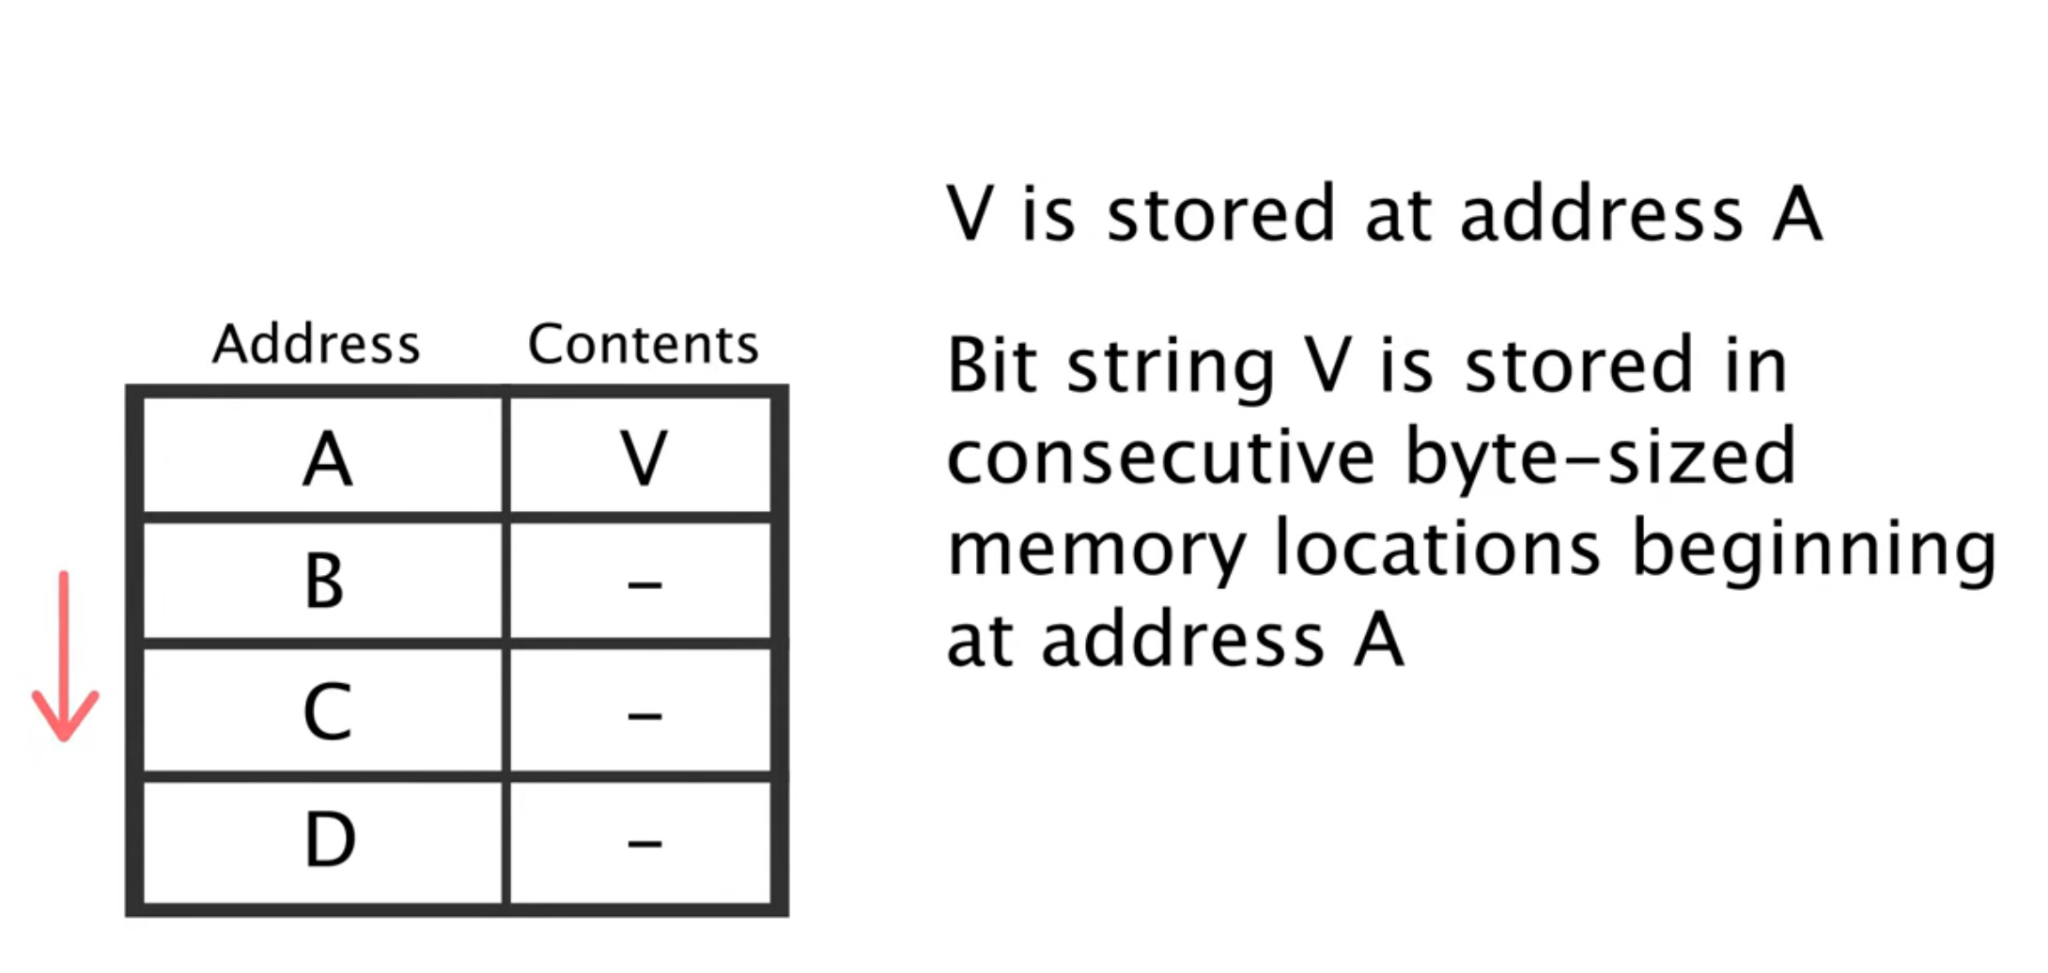 V is stored at address A
Bit string V is stored in
consecutive byte-sized
memory locations beginning
at address A
Address Contents
A V
B –
C –
D –